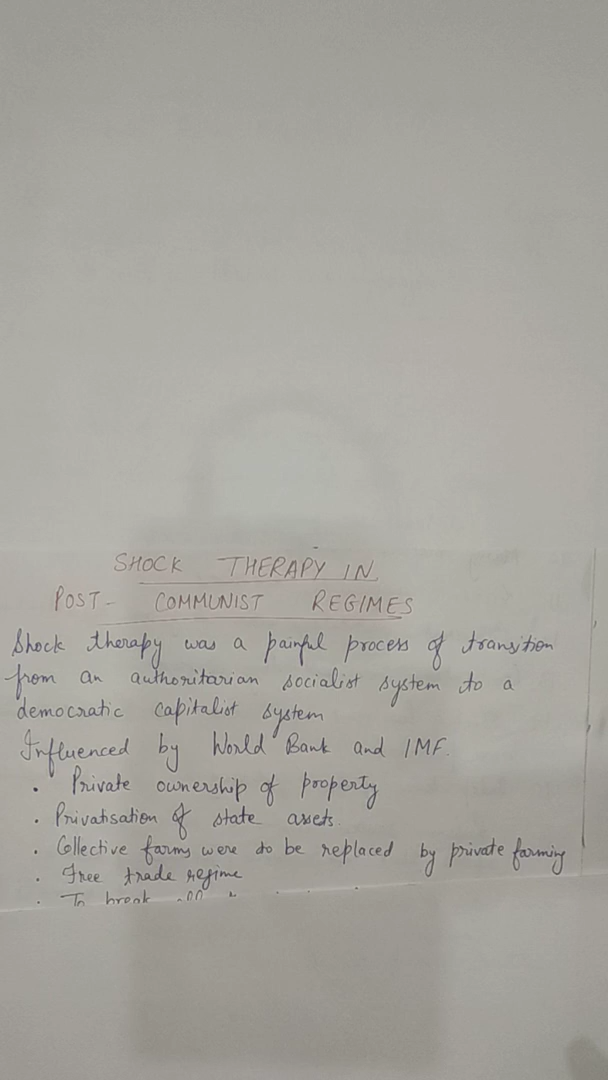 SHOCK THERAPY IN
POST- COMMUNIST REGIMES
Shock therapy was a painful process of transition
from an authoritarian socialist system to a
democratic capitalist system
Influenced by World Bank and IMF.
• Private ownership of property
• Privatisation of state assets.
• Collective farms were to be replaced by private farming
• Free trade regime
• To break